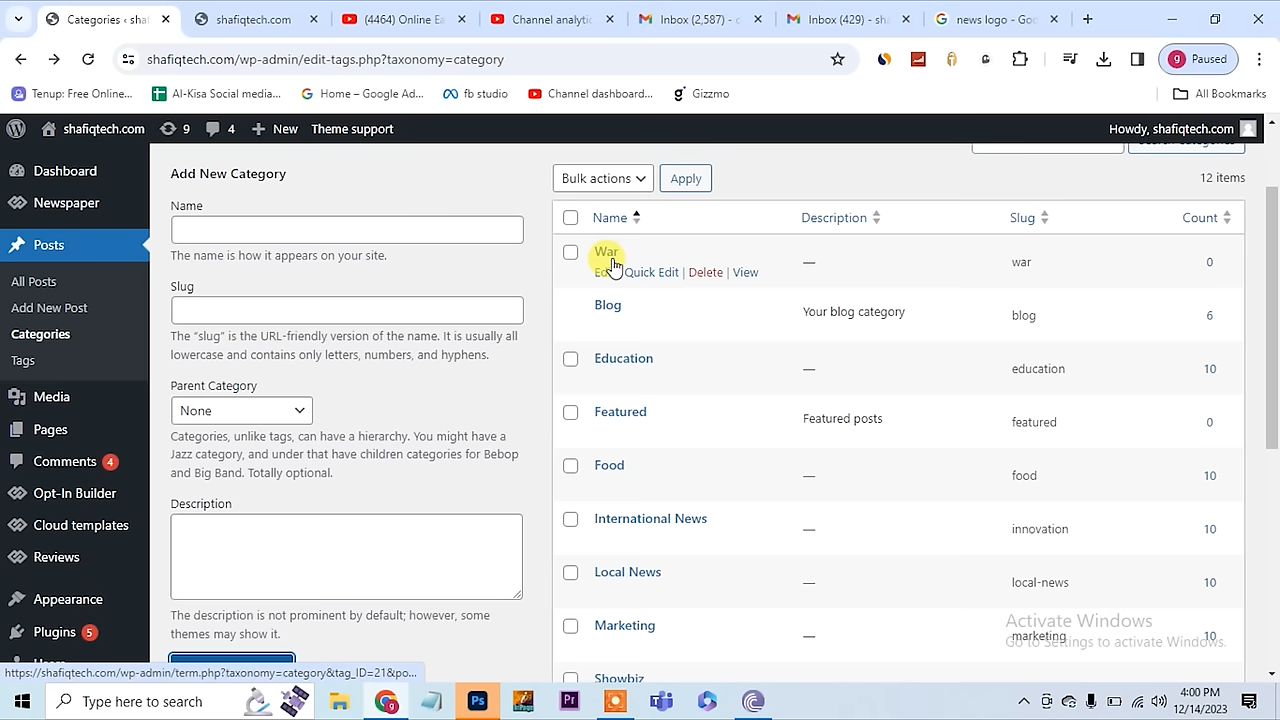 Categories ‹ sha
shafiqtech.com
(4464) Online Ea
Channel analytic
Inbox (2,587) - c
Inbox (429) - sha
news logo - Goo
shafiqtech.com/wp-admin/edit-tags.php?taxonomy=category
g Paused
Tenup: Free Online...
Al-Kisa Social media...
Home – Google Ad...
fb studio
Channel dashboard...
Gizmmo
All Bookmarks
shafiqtech.com
9
4
New
Theme support
Howdy, shafiqtech.com
Dashboard
Newspaper
Posts
All Posts
Add New Post
Categories
Tags
Media
Pages
Comments 4
Opt-In Builder
Cloud templates
Reviews
Appearance
Plugins 5
Add New Category
Name
The name is how it appears on your site.
Slug
The “slug” is the URL-friendly version of the name. It is usually all
lowercase and contains only letters, numbers, and hyphens.
Parent Category
None
Categories, unlike tags, can have a hierarchy. You might have a
Jazz category, and under that have children categories for Bebop
and Big Band. Totally optional.
Description
The description is not prominent by default; however, some
themes may show it.
Bulk actions
Apply
12 items
Name Description Slug Count
War — war 0
Quick Edit | Delete | View
Blog Your blog category blog 6
Education — education 10
Featured Featured posts featured 0
Food — food 10
International News — innovation 10
Local News — local-news 10
Marketing — marketing 10
Showbiz
Activate Windows
Go to Settings to activate Windows.
https://shafiqtech.com/wp-admin/term.php?taxonomy=category&tag_ID=21&po...
Type here to search
Ps
Pr
4:00 PM
12/14/2023